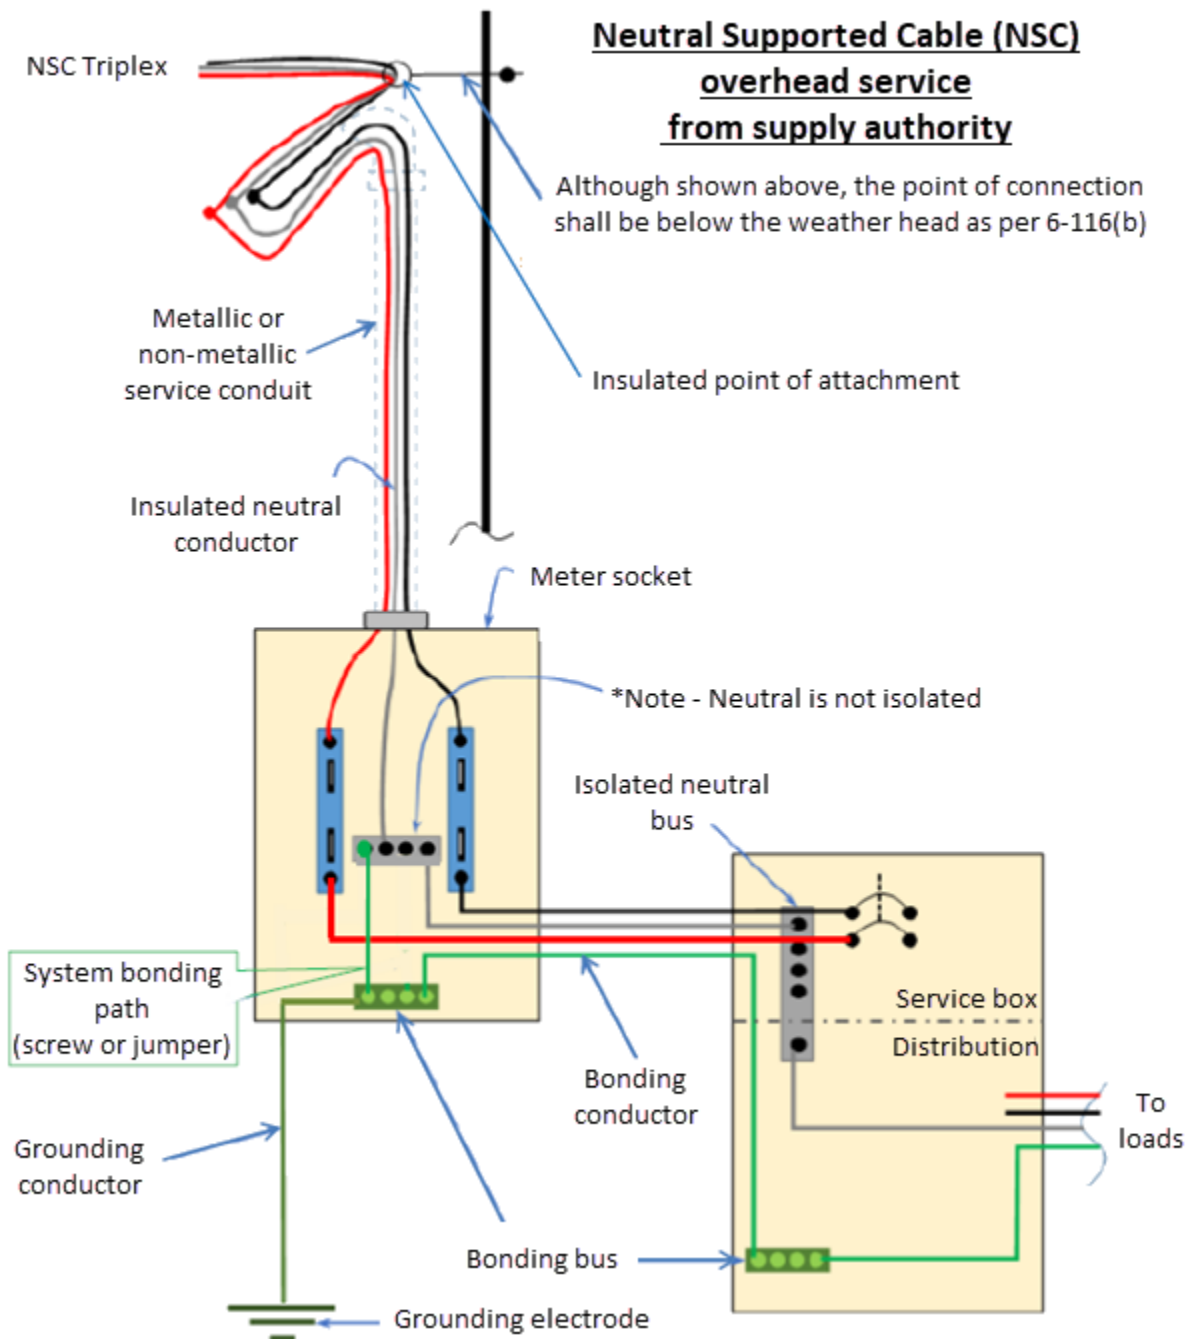 Neutral Supported Cable (NSC)
overhead service
from supply authority
NSC Triplex
Although shown above, the point of connection
shall be below the weather head as per 6-116(b)
Metallic or
non-metallic
service conduit
Insulated point of attachment
Insulated neutral
conductor
Meter socket
*Note - Neutral is not isolated
Isolated neutral
bus
System bonding
path
(screw or jumper)
Service box
Distribution
Bonding
conductor
To
loads
Grounding
conductor
Bonding bus
Grounding electrode